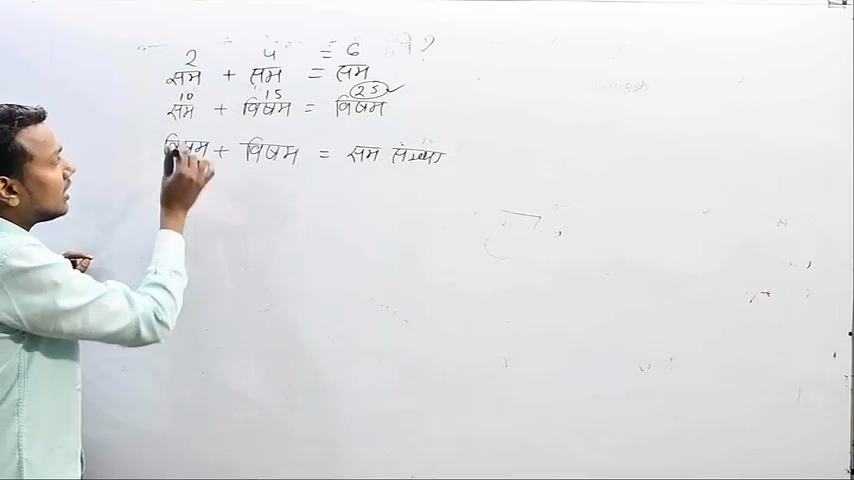 2 4 = 6 ?
सम + सम = सम
10 15 25
सम + विषम = विषम
विषम + विषम = सम संख्या